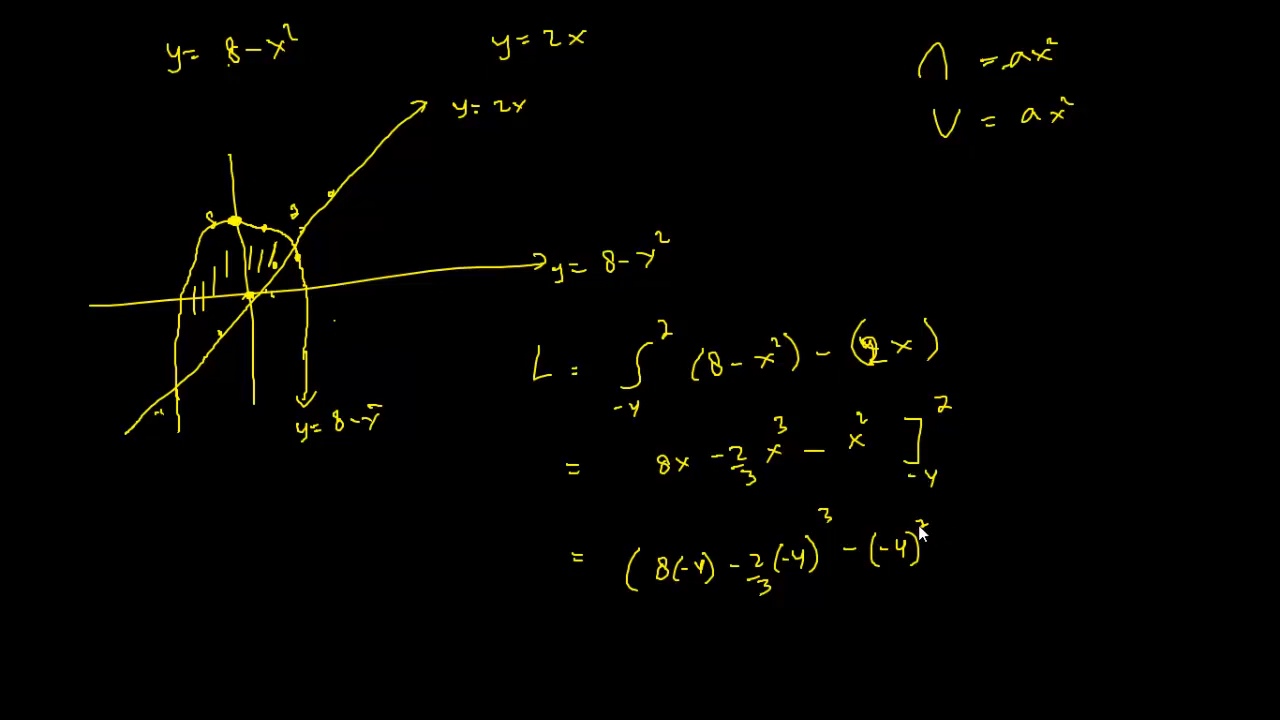 y = 8 - x² y = 2x
∩ = -ax²
y = 2x
∪ = ax²
y = 8 - x²
L = ∫₋₄² (8 - x²) - (2x)
y = 8 - x²
= 8x - 2/3 x³ - x² ]₋₄²
= (8(-4) - 2/3 (-4)³ - (-4)²